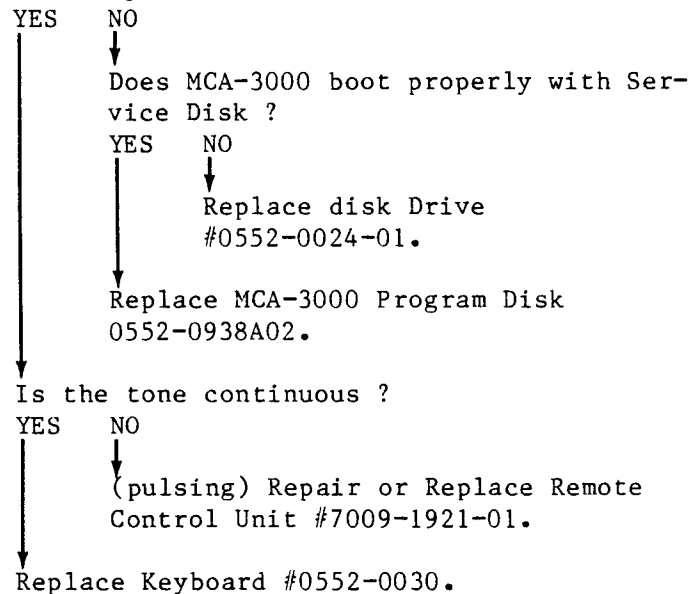 YES NO
Does MCA-3000 boot properly with Ser-
vice Disk ?
YES NO
Replace disk Drive
#0552-0024-01.
Replace MCA-3000 Program Disk
0552-0938A02.
Is the tone continuous ?
YES NO
(pulsing) Repair or Replace Remote
Control Unit #7009-1921-01.
Replace Keyboard #0552-0030.